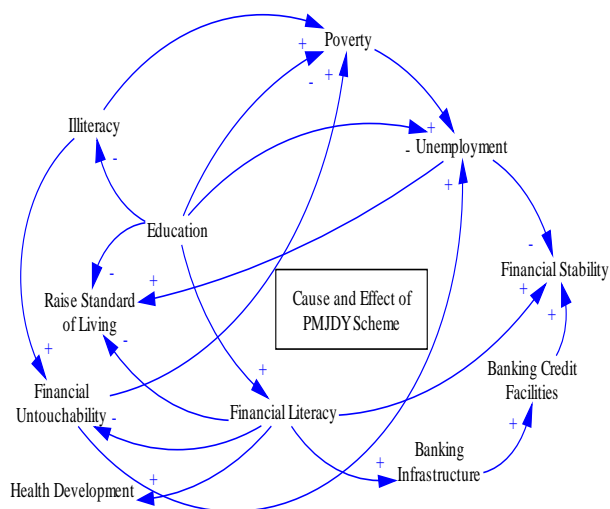 Poverty
+
+
-
+
Illiteracy
+
-
Unemployment
-
+
Education
-
-
Financial Stability
Raise Standard
of Living
+
Cause and Effect of
PMJDY Scheme
+
+
-
+
+
Banking Credit
Facilities
Financial
Untouchability
-
Financial Literacy
+
Banking
Infrastructure
+
Health Development
+